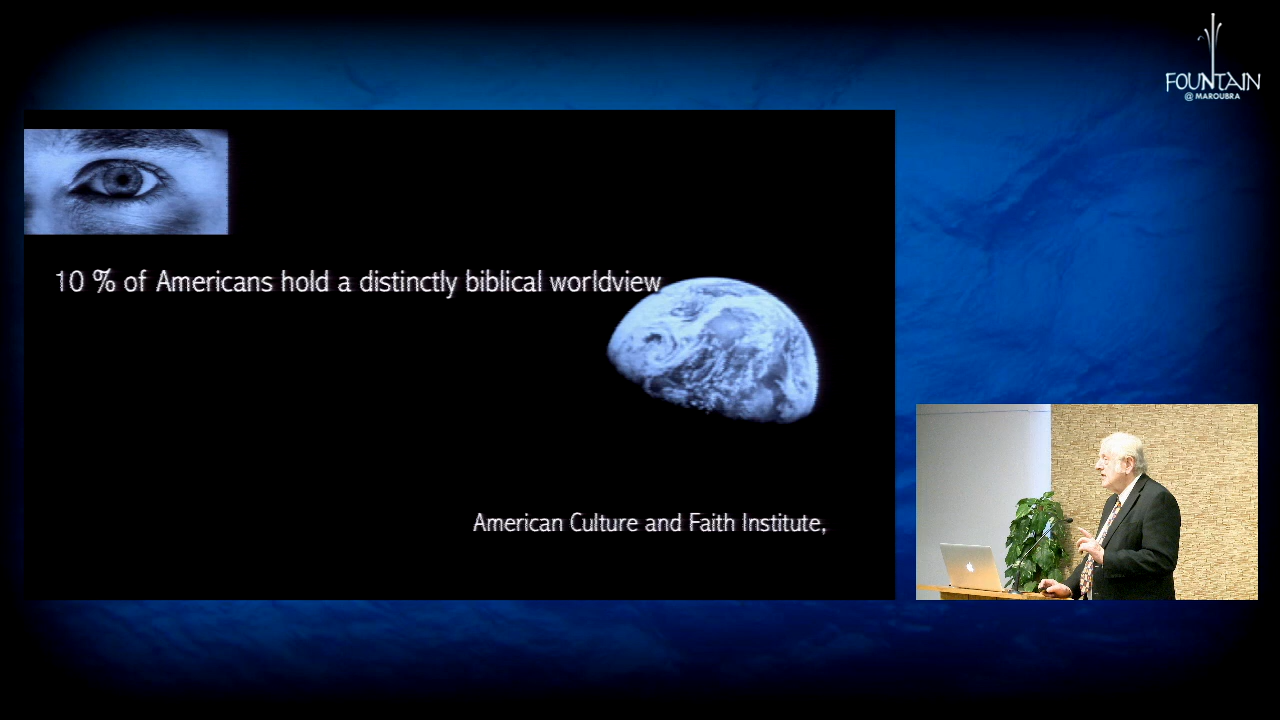 FOUNTAIN
@ MAROUBRA
10 % of Americans hold a distinctly biblical worldview
American Culture and Faith Institute,